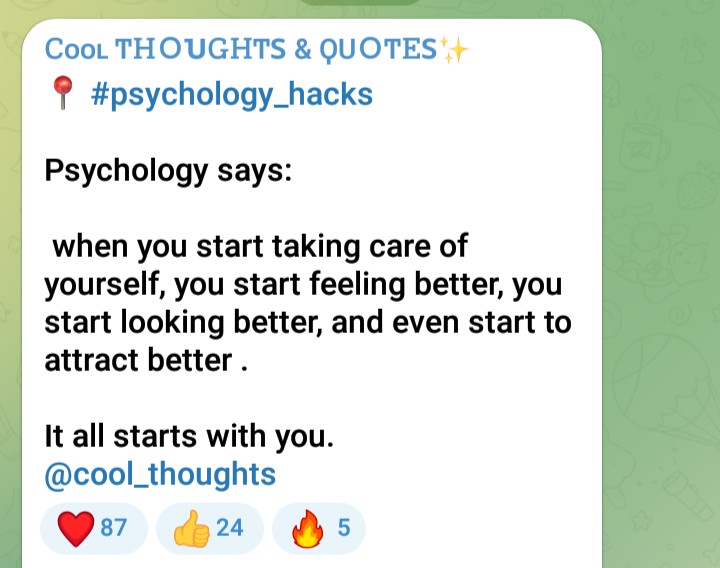 Cool THOUGHTS & QUOTES✨
📍 #psychology_hacks
Psychology says:
when you start taking care of
yourself, you start feeling better, you
start looking better, and even start to
attract better .
It all starts with you.
@cool_thoughts
❤️ 87 👍 24 🔥 5